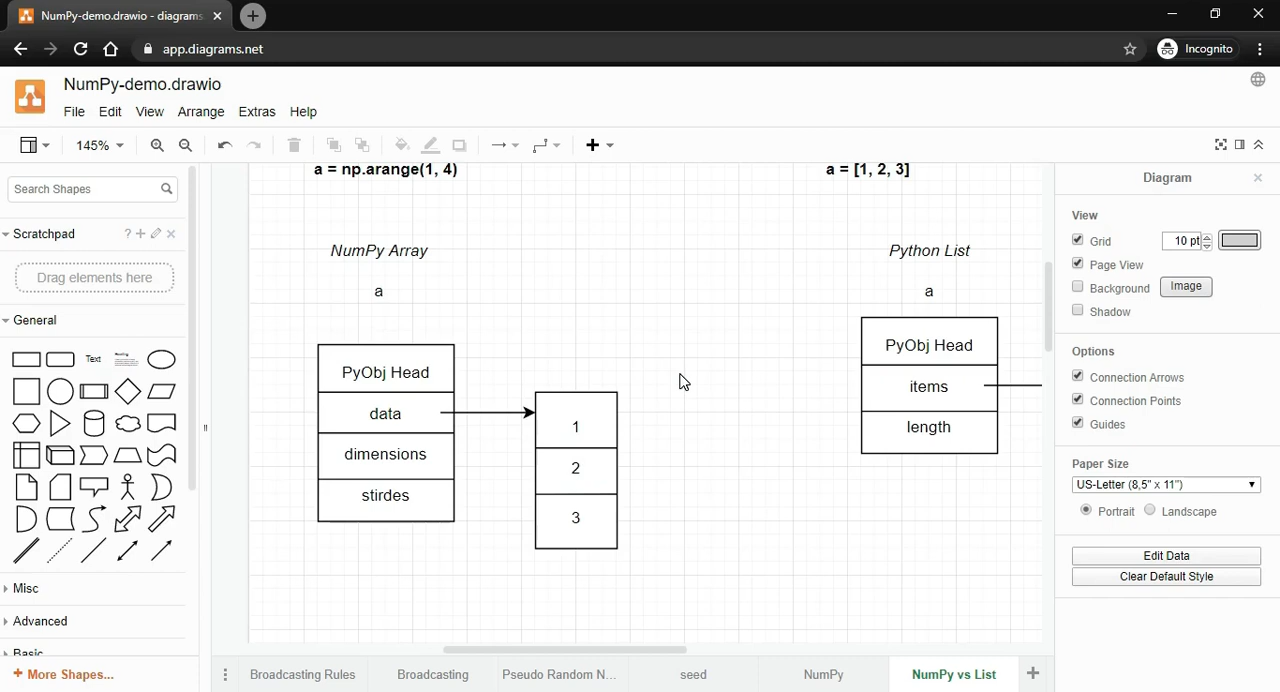 NumPy-demo.drawio - diagrams
app.diagrams.net
Incognito
NumPy-demo.drawio
File Edit View Arrange Extras Help
145%
Search Shapes
Scratchpad
?
Drag elements here
General
Text
Misc
Advanced
Basic
+ More Shapes...
a = np.arange(1, 4)
a = [1, 2, 3]
NumPy Array
Python List
a
a
PyObj Head
data
dimensions
stirdes
1
2
3
PyObj Head
items
length
Diagram
View
Grid
10 pt
Page View
Background
Image
Shadow
Options
Connection Arrows
Connection Points
Guides
Paper Size
US-Letter (8,5" x 11")
Portrait
Landscape
Edit Data
Clear Default Style
Broadcasting Rules
Broadcasting
Pseudo Random N...
seed
NumPy
NumPy vs List